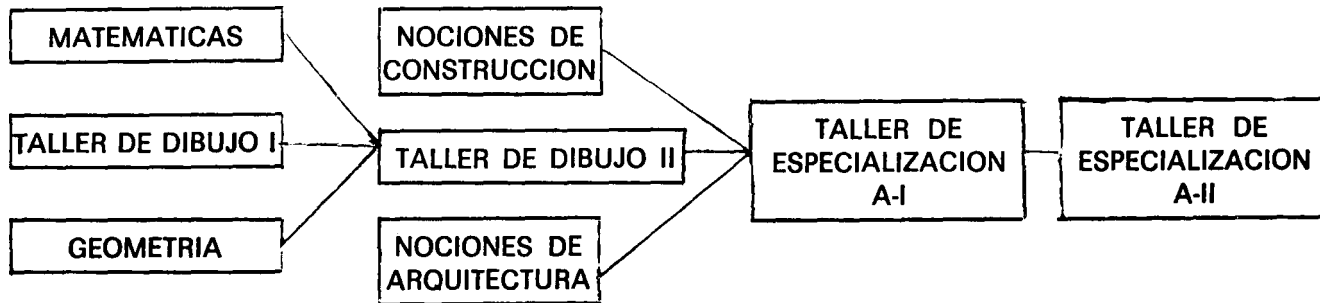 MATEMATICAS
TALLER DE DIBUJO I
GEOMETRIA
NOCIONES DE
CONSTRUCCION
TALLER DE DIBUJO II
NOCIONES DE
ARQUITECTURA
TALLER DE
ESPECIALIZACION
A-I
TALLER DE
ESPECIALIZACION
A-II